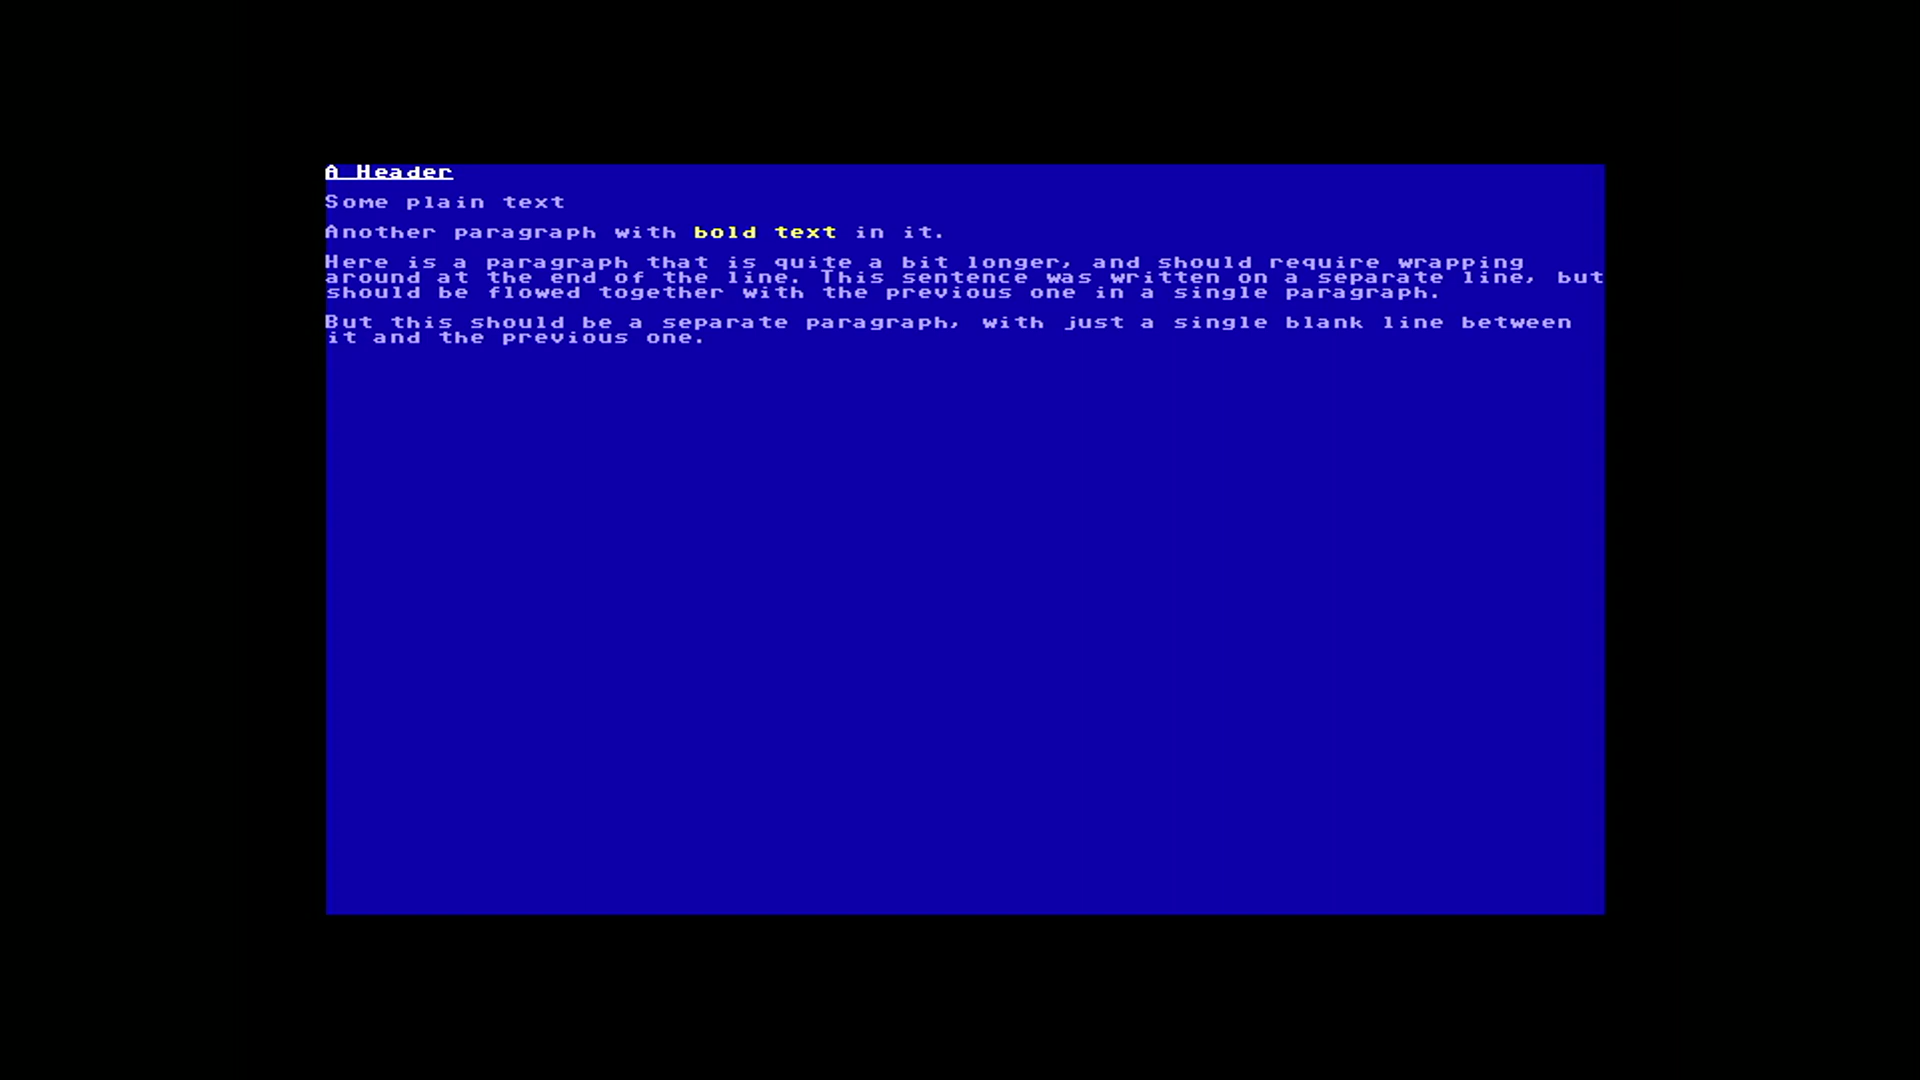 A Header
Some plain text
Another paragraph with bold text in it.
Here is a paragraph that is quite a bit longer, and should require wrapping
around at the end of the line. This sentence was written on a separate line, but
should be flowed together with the previous one in a single paragraph.
But this should be a separate paragraph, with just a single blank line between
it and the previous one.